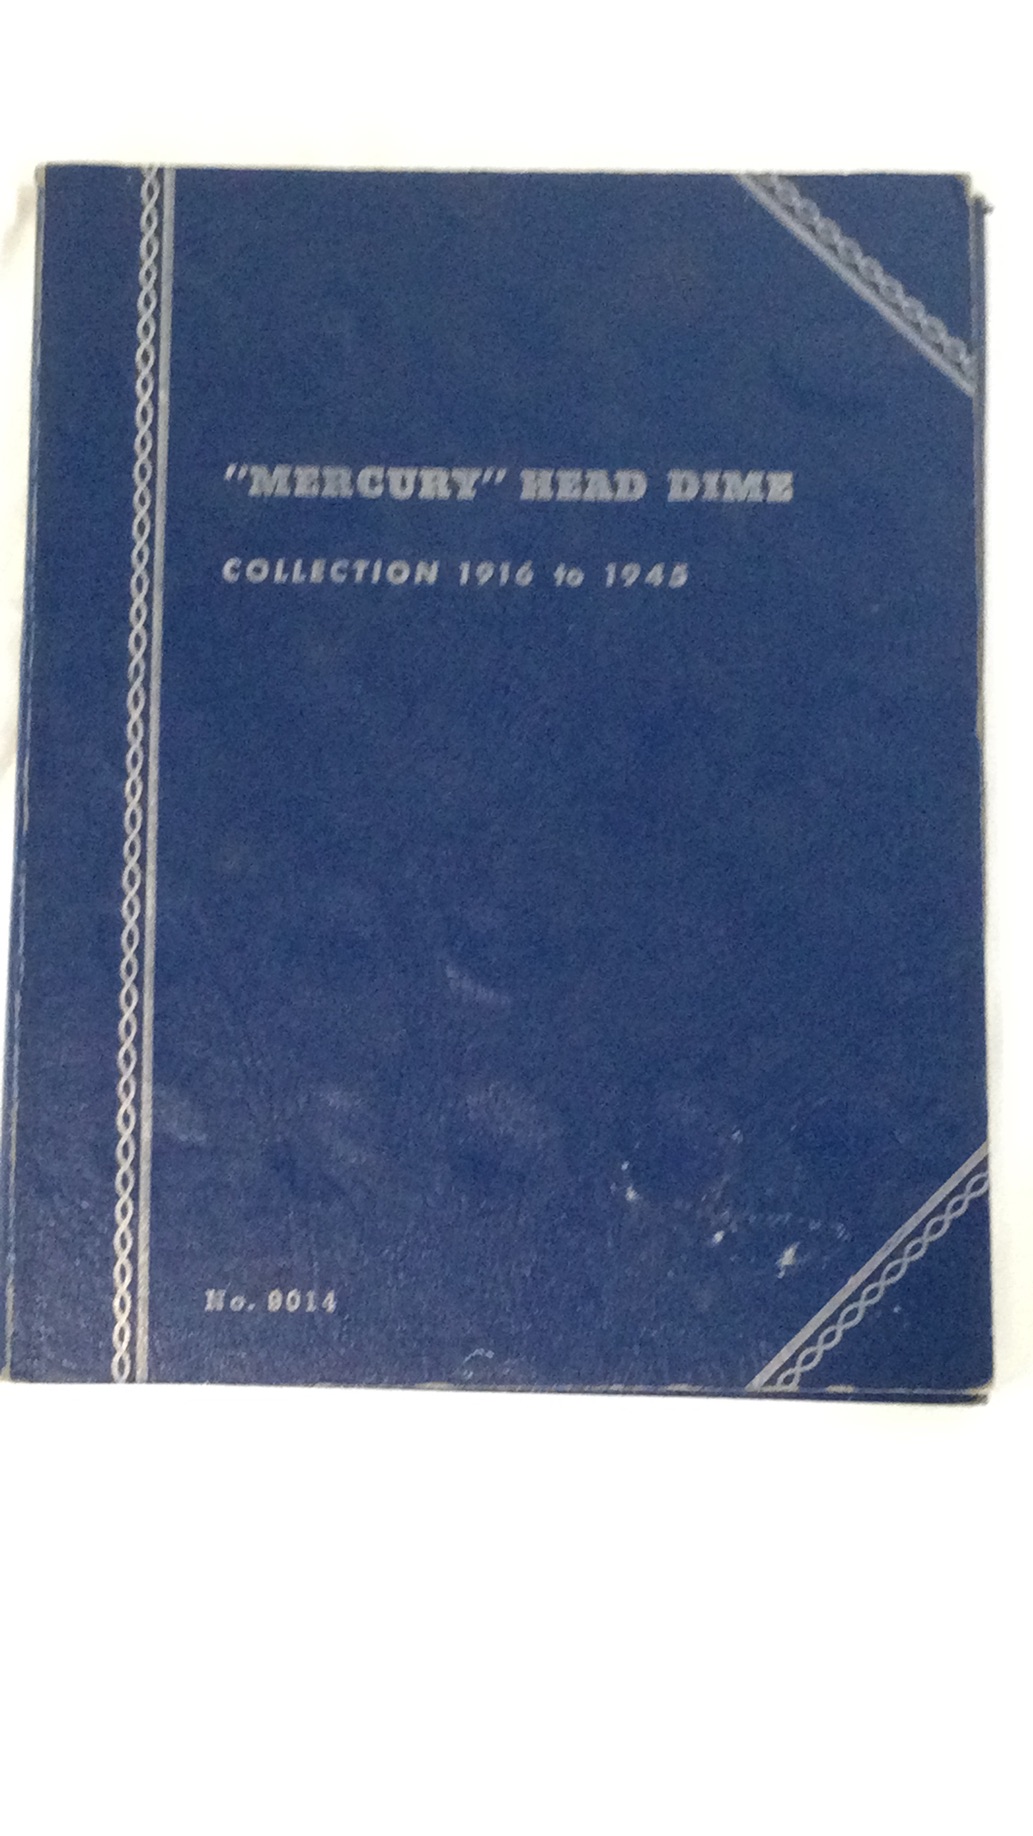 "MERCURY" HEAD DIME
COLLECTION 1916 to 1945
No. 9014